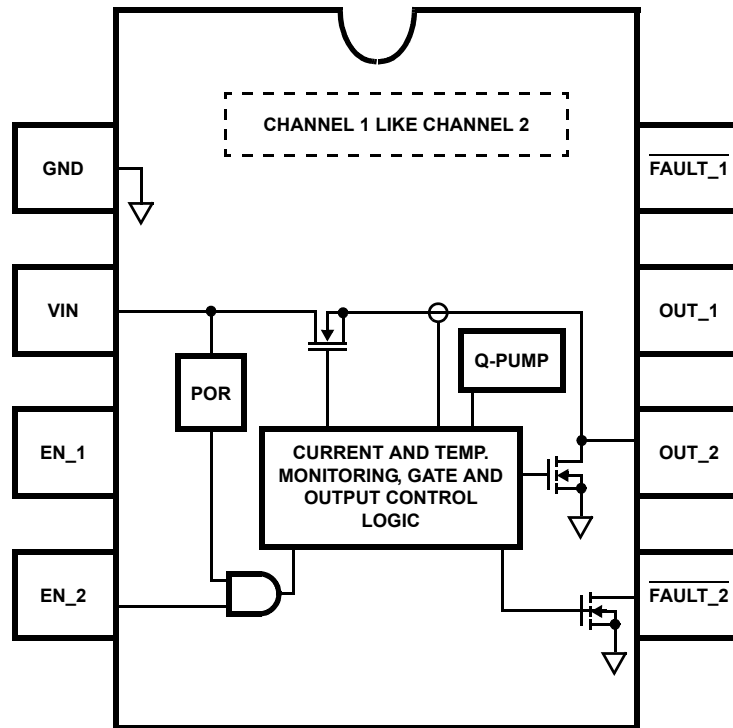 CHANNEL 1 LIKE CHANNEL 2
GND
FAULT_1
VIN
OUT_1
Q-PUMP
POR
EN_1
CURRENT AND TEMP.
MONITORING, GATE AND
OUTPUT CONTROL
LOGIC
OUT_2
EN_2
FAULT_2